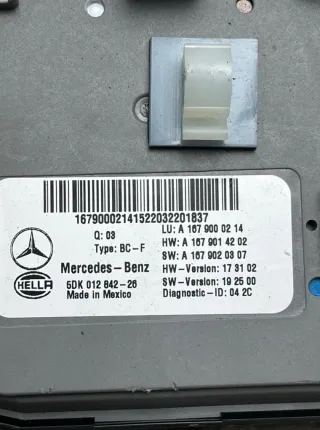 1679000214152203220​1837
Q: 03
Type: BC-F
LU: A 167 900 02 14
HW: A 167 901 42 02
SW: A 167 902 03 07
HW-Version: 17 31 02
SW-Version: 19 25 00
Diagnostic-ID: 04 2C
Mercedes-Benz
HELLA
5DK 012 842-26
Made in Mexico